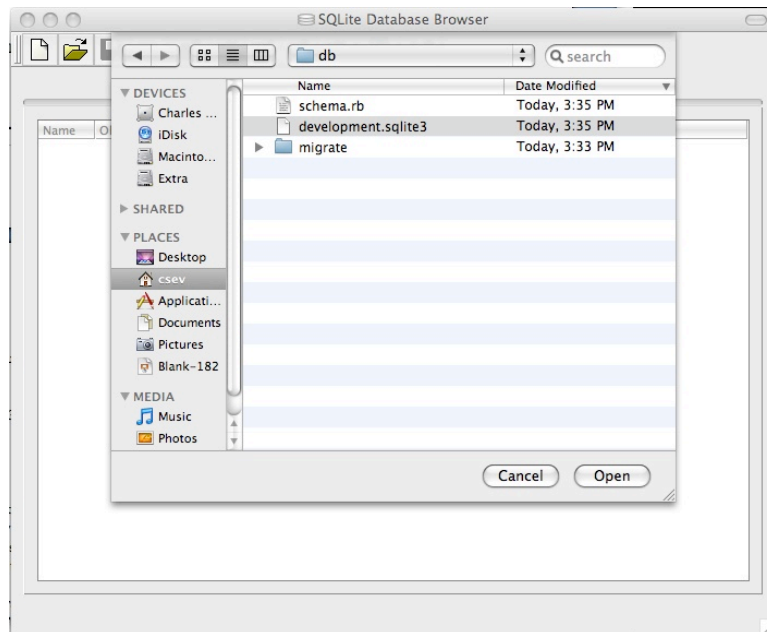 SQLite Database Browser
db
search
Name
Date Modified
DEVICES
Charles ...
iDisk
Macinto...
Extra
SHARED
PLACES
Desktop
csev
Applicati...
Documents
Pictures
Blank-182
MEDIA
Music
Photos
schema.rb Today, 3:35 PM
development.sqlite3 Today, 3:35 PM
migrate Today, 3:33 PM
Name
Cancel
Open